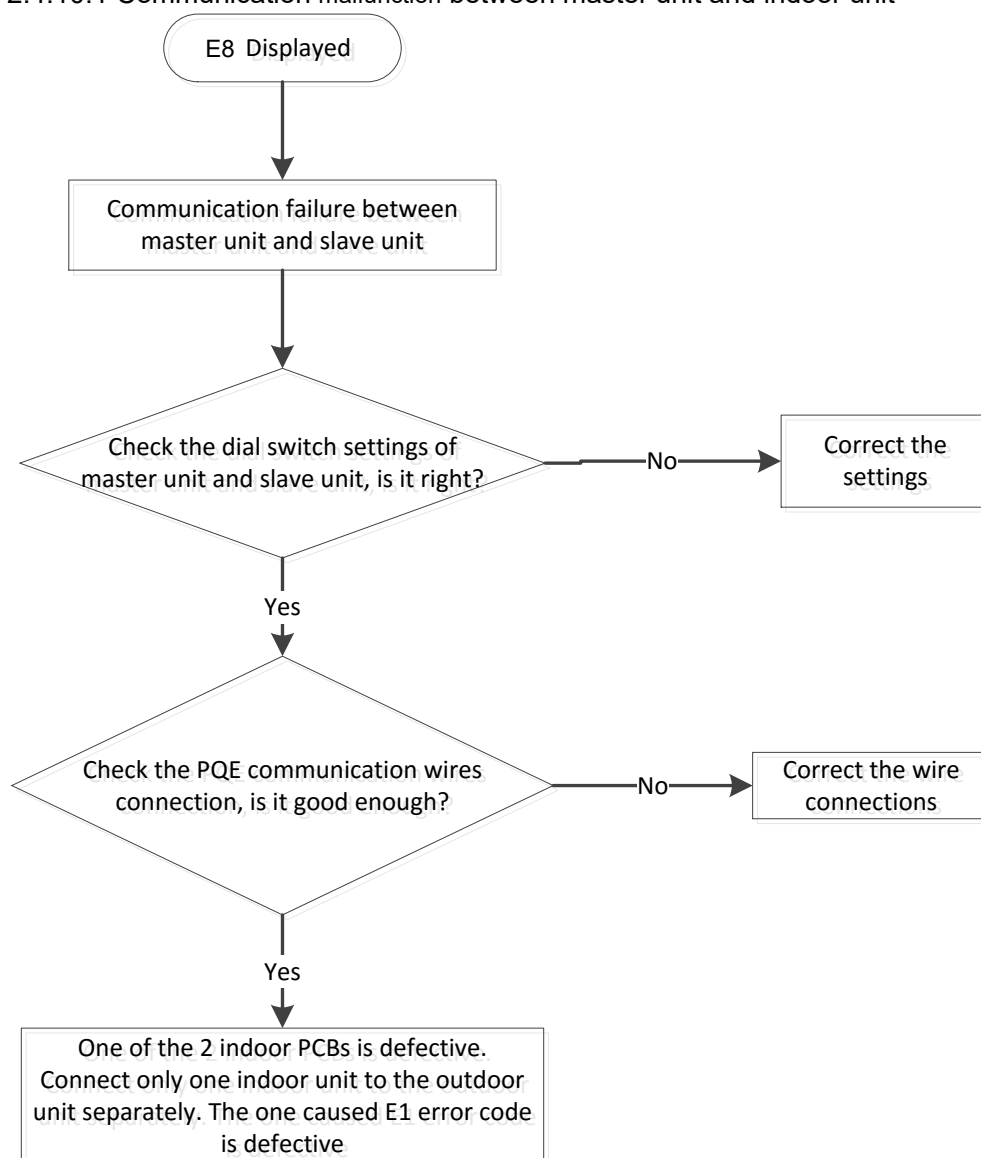 2.4.10.1 Communication malfunction between master unit and indoor unit
E8 Displayed
Communication failure between
master unit and slave unit
Check the dial switch settings of
master unit and slave unit, is it right?
No
Correct the
settings
Yes
Check the PQE communication wires
connection, is it good enough?
No
Correct the wire
connections
Yes
One of the 2 indoor PCBs is defective.
Connect only one indoor unit to the outdoor
unit separately. The one caused E1 error code
is defective